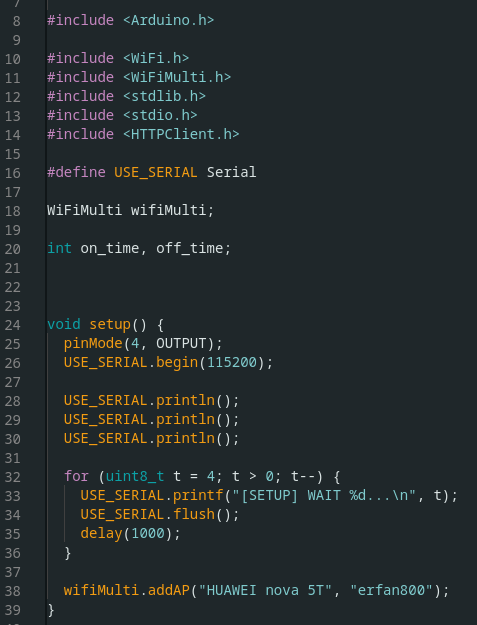 7
8 #include <Arduino.h>
9
10 #include <WiFi.h>
11 #include <WiFiMulti.h>
12 #include <stdlib.h>
13 #include <stdio.h>
14 #include <HTTPClient.h>
15
16 #define USE_SERIAL Serial
17
18 WiFiMulti wifiMulti;
19
20 int on_time, off_time;
21
22
23
24 void setup() {
25   pinMode(4, OUTPUT);
26   USE_SERIAL.begin(115200);
27
28   USE_SERIAL.println();
29   USE_SERIAL.println();
30   USE_SERIAL.println();
31
32   for (uint8_t t = 4; t > 0; t--) {
33     USE_SERIAL.printf("[SETUP] WAIT %d...\n", t);
34     USE_SERIAL.flush();
35     delay(1000);
36   }
37
38   wifiMulti.addAP("HUAWEI nova 5T", "erfan800");
39 }